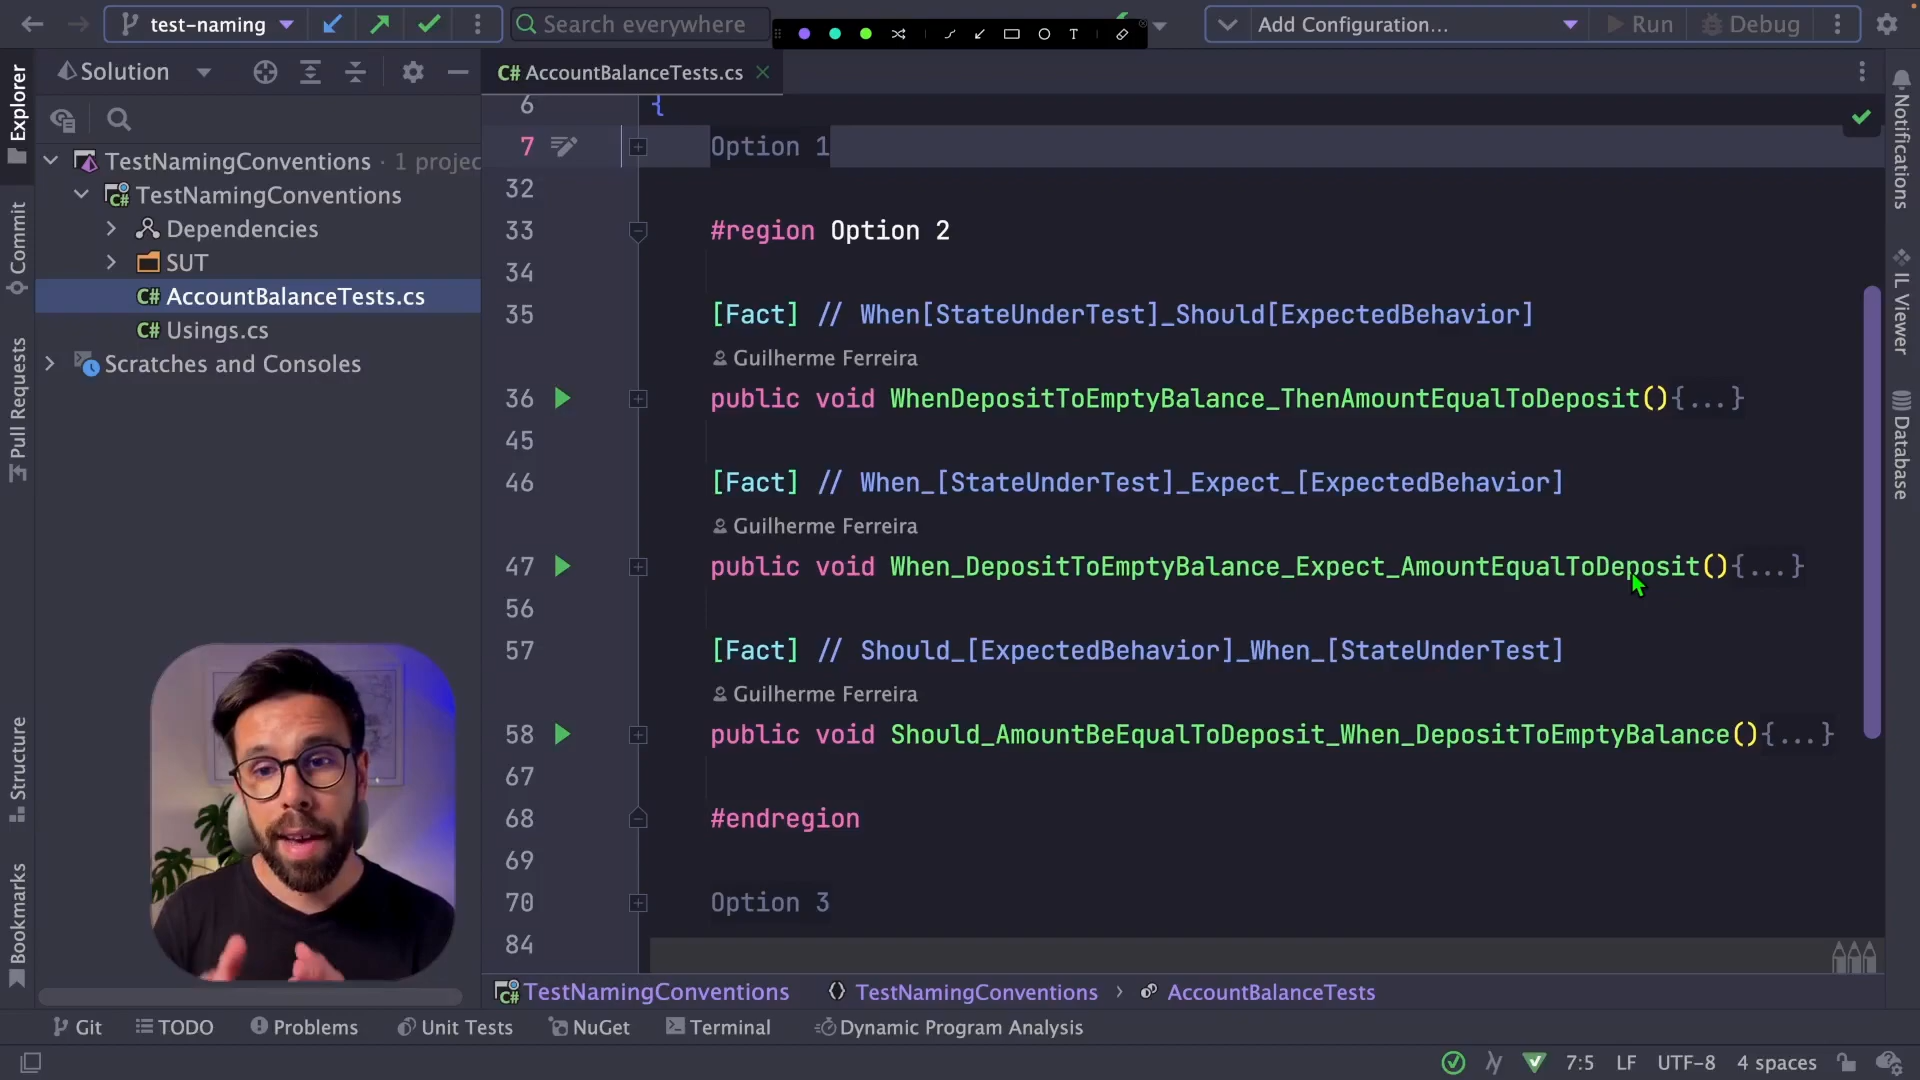 test-naming
Search everywhere
T
Add Configuration...
Run
Debug
Explorer
Commit
Pull Requests
Structure
Bookmarks
Solution
TestNamingConventions · 1 projec
TestNamingConventions
Dependencies
SUT
C# AccountBalanceTests.cs
C# Usings.cs
Scratches and Consoles
C# AccountBalanceTests.cs
6 {
7 Option 1
32
33 #region Option 2
34
35 [Fact] // When[StateUnderTest]_Should[ExpectedBehavior]
Guilherme Ferreira
36 public void WhenDepositToEmptyBalance_ThenAmountEqualToDeposit(){...}
45
46 [Fact] // When_[StateUnderTest]_Expect_[ExpectedBehavior]
Guilherme Ferreira
47 public void When_DepositToEmptyBalance_Expect_AmountEqualToDeposit(){...}
56
57 [Fact] // Should_[ExpectedBehavior]_When_[StateUnderTest]
Guilherme Ferreira
58 public void Should_AmountBeEqualToDeposit_When_DepositToEmptyBalance(){...}
67
68 #endregion
69
70 Option 3
84
Notifications
IL Viewer
Database
TestNamingConventions
TestNamingConventions › AccountBalanceTests
Git
TODO
Problems
Unit Tests
NuGet
Terminal
Dynamic Program Analysis
7:5
LF
UTF-8
4 spaces